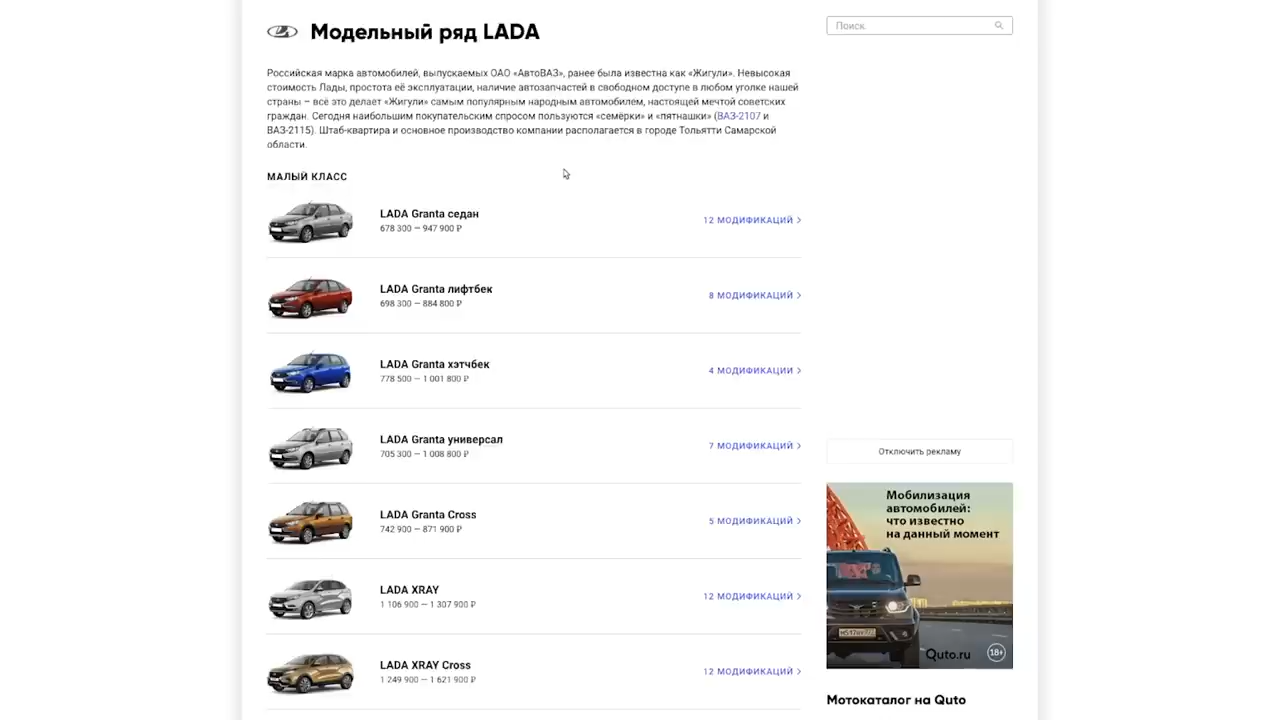 Модельный ряд LADA
Поиск
Российская марка автомобилей, выпускаемых ОАО «АвтоВАЗ», ранее была известна как «Жигули». Невысокая
стоимость Лады, простота её эксплуатации, наличие автозапчастей в свободном доступе в любом уголке нашей
страны – всё это делает «Жигули» самым популярным народным автомобилем, настоящей мечтой советских
граждан. Сегодня наибольшим покупательским спросом пользуются «семёрки» и «пятнашки» (ВАЗ-2107 и
ВАЗ-2115). Штаб-квартира и основное производство компании располагается в городе Тольятти Самарской
области.
МАЛЫЙ КЛАСС
LADA Granta седан
678 300 — 947 900 ₽
12 МОДИФИКАЦИЙ
LADA Granta лифтбек
698 300 — 884 800 ₽
8 МОДИФИКАЦИЙ
LADA Granta хэтчбек
778 500 — 1 001 800 ₽
4 МОДИФИКАЦИИ
LADA Granta универсал
705 300 — 1 008 800 ₽
7 МОДИФИКАЦИЙ
LADA Granta Cross
742 900 — 871 900 ₽
5 МОДИФИКАЦИЙ
LADA XRAY
1 106 900 — 1 307 900 ₽
12 МОДИФИКАЦИЙ
LADA XRAY Cross
1 249 900 — 1 621 900 ₽
12 МОДИФИКАЦИЙ
Отключить рекламу
Мобилизация
автомобилей:
что известно
на данный момент
Quto.ru
18+
Мотокаталог на Quto